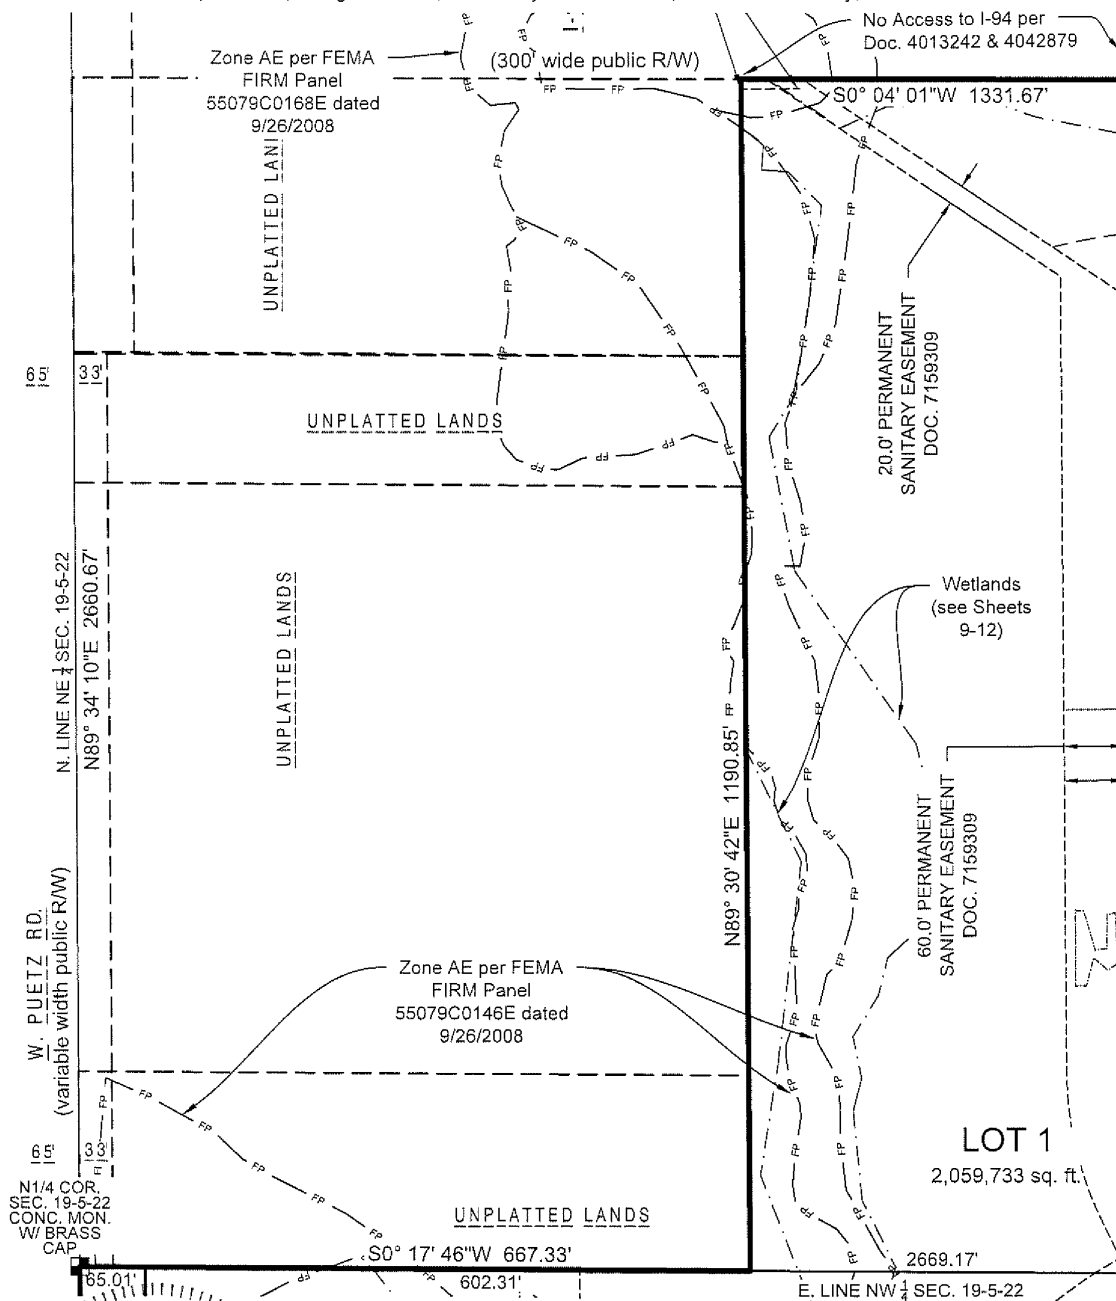 No Access to I-94 per
Doc. 4013242 & 4042879
Zone AE per FEMA
FIRM Panel
55079C0168E dated
9/26/2008
(300' wide public R/W)
S0° 04' 01"W 1331.67'
UNPLATTED LAN
20.0' PERMANENT
SANITARY EASEMENT
DOC. 7159309
65'
33'
UNPLATTED LANDS
N. LINE NE 1/4 SEC. 19-5-22
N89° 34' 10"E 2660.67'
UNPLATTED LANDS
Wetlands
(see Sheets
9-12)
N89° 30' 42"E 1190.85'
60.0' PERMANENT
SANITARY EASEMENT
DOC. 7159309
W. PUETZ RD.
(variable width public R/W)
Zone AE per FEMA
FIRM Panel
55079C0146E dated
9/26/2008
65'
33'
LOT 1
2,059,733 sq. ft.
N1/4 COR.
SEC. 19-5-22
CONC. MON.
W/ BRASS
CAP
UNPLATTED LANDS
S0° 17' 46"W 667.33'
65.01'
602.31'
2669.17'
E. LINE NW 1/4 SEC. 19-5-22
FP